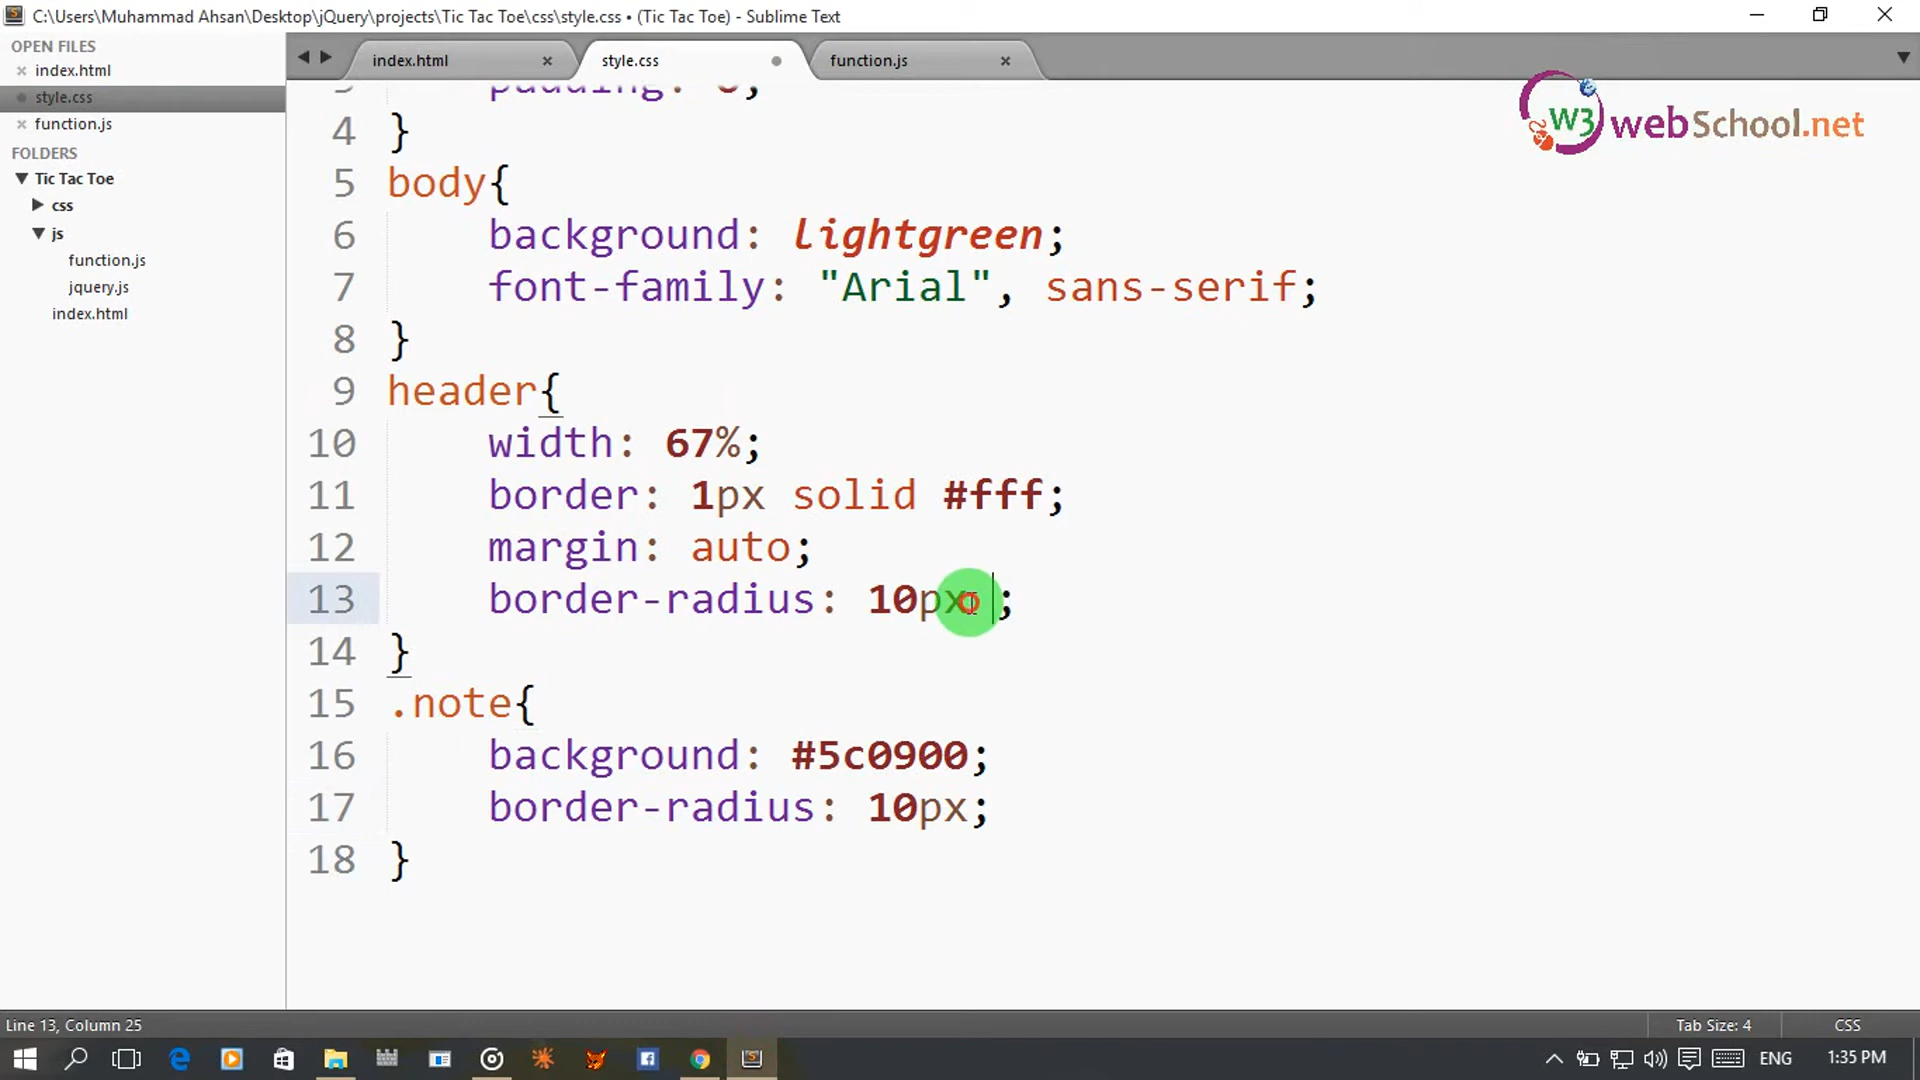 C:\Users\Muhammad Ahsan\Desktop\jQuery\projects\Tic Tac Toe\css\style.css • (Tic Tac Toe) - Sublime Text
OPEN FILES
index.html
style.css
function.js
FOLDERS
Tic Tac Toe
css
js
function.js
jquery.js
index.html
index.html
style.css
function.js
W3 webSchool.net
3 padding: 0;
4 }
5 body{
6 background: lightgreen;
7 font-family: "Arial", sans-serif;
8 }
9 header{
10 width: 67%;
11 border: 1px solid #fff;
12 margin: auto;
13 border-radius: 10px ;
14 }
15 .note{
16 background: #5c0900;
17 border-radius: 10px;
18 }
Line 13, Column 25
Tab Size: 4
CSS
ENG
1:35 PM